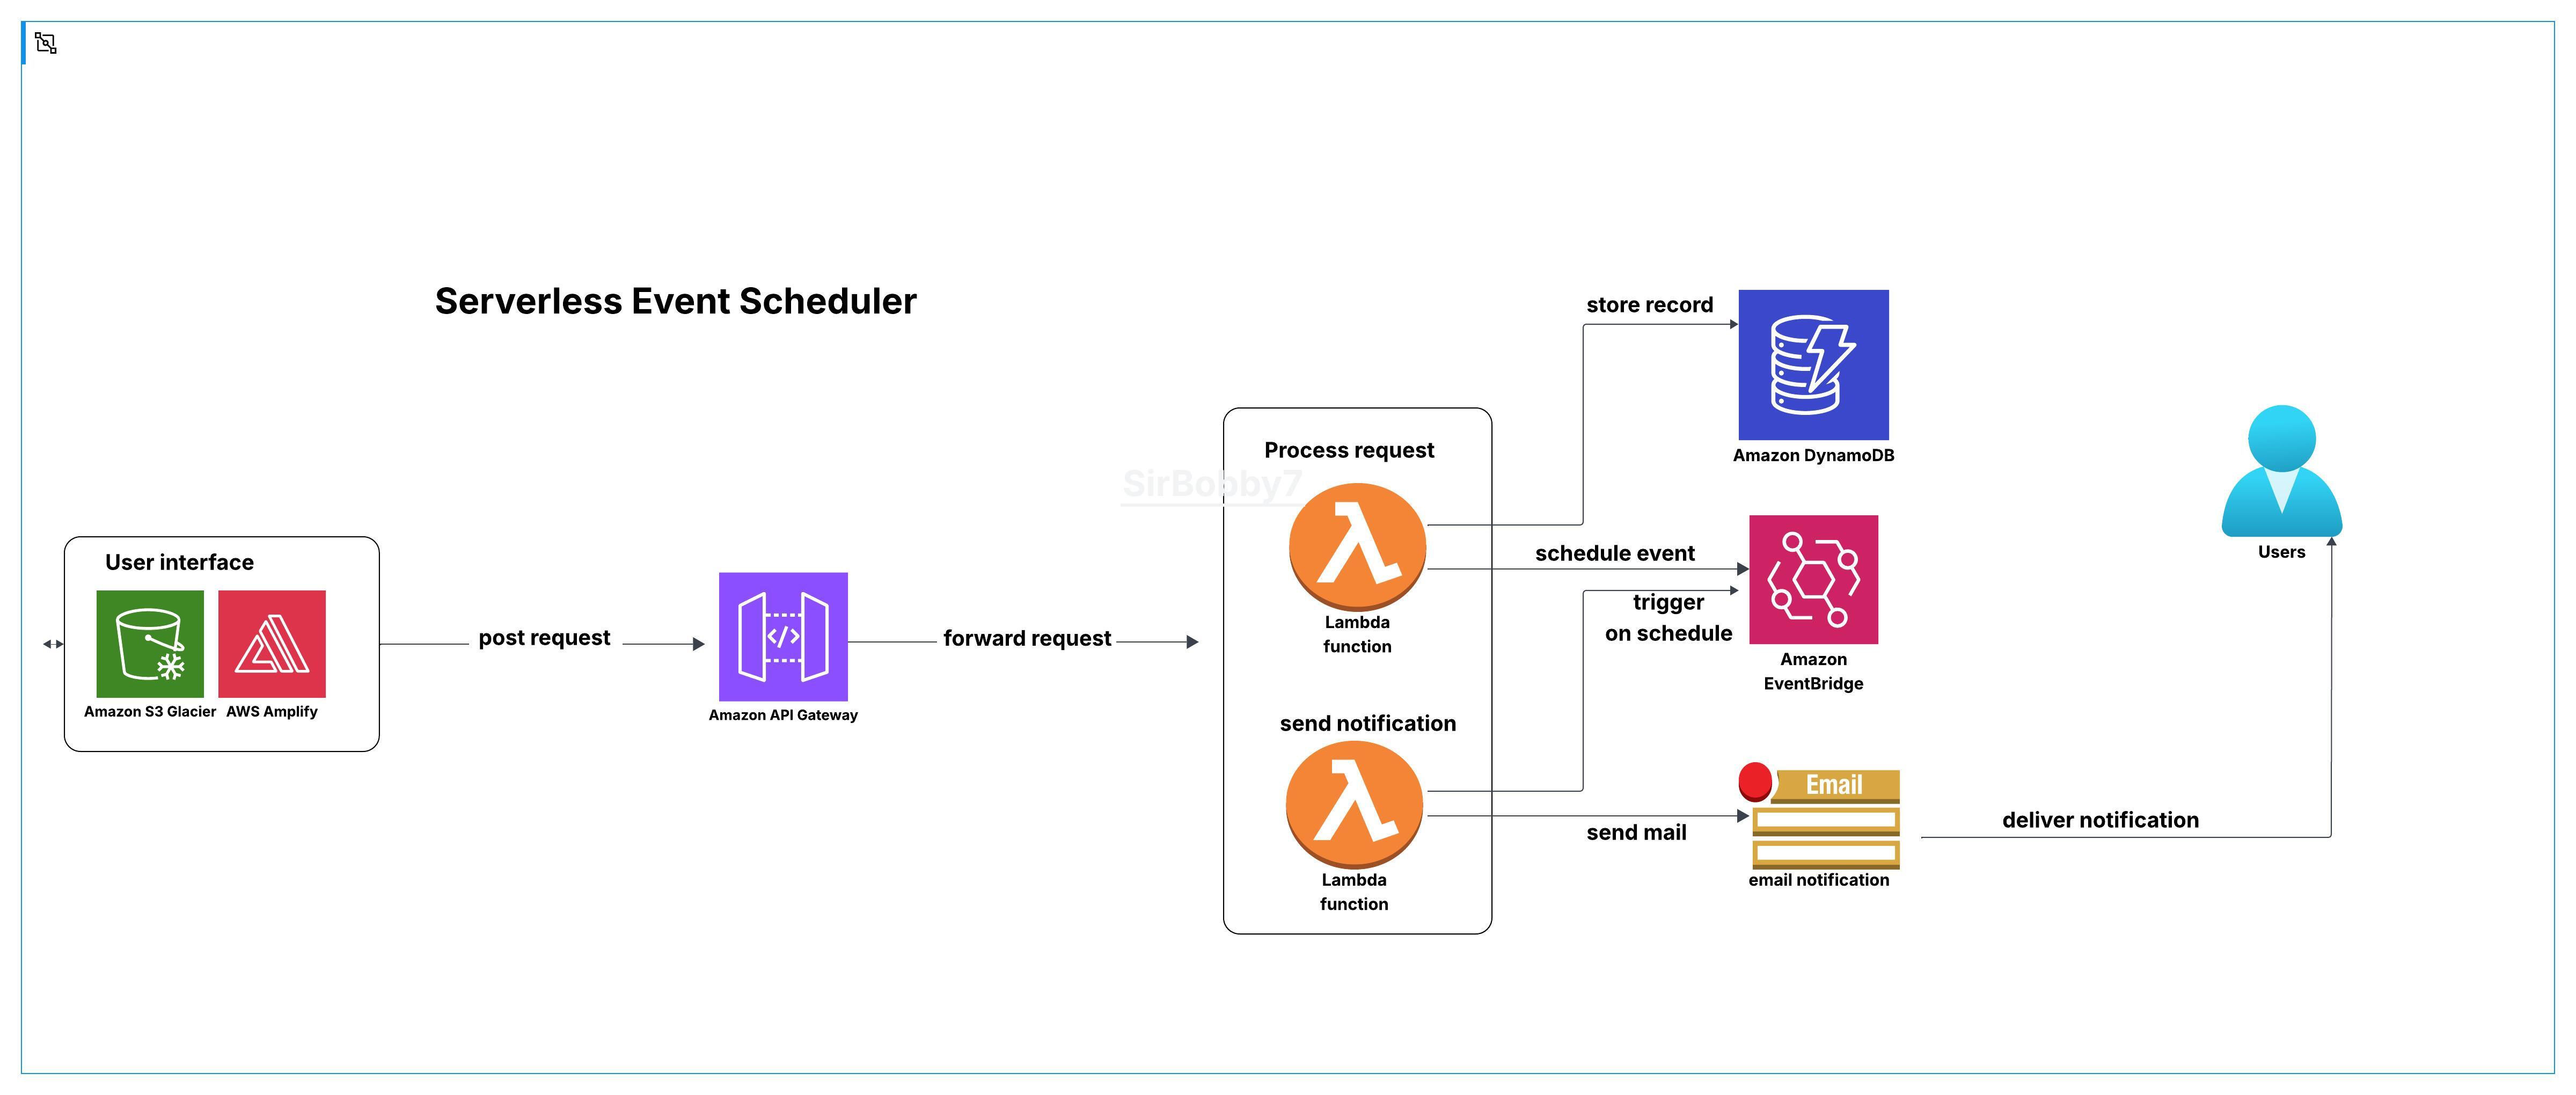 Serverless Event Scheduler
User interface
Amazon S3 Glacier
AWS Amplify
post request
Amazon API Gateway
forward request
SirBobby7
Process request
Lambda
function
send notification
Lambda
function
store record
Amazon DynamoDB
schedule event
trigger
on schedule
Amazon
EventBridge
send mail
Email
email notification
deliver notification
Users